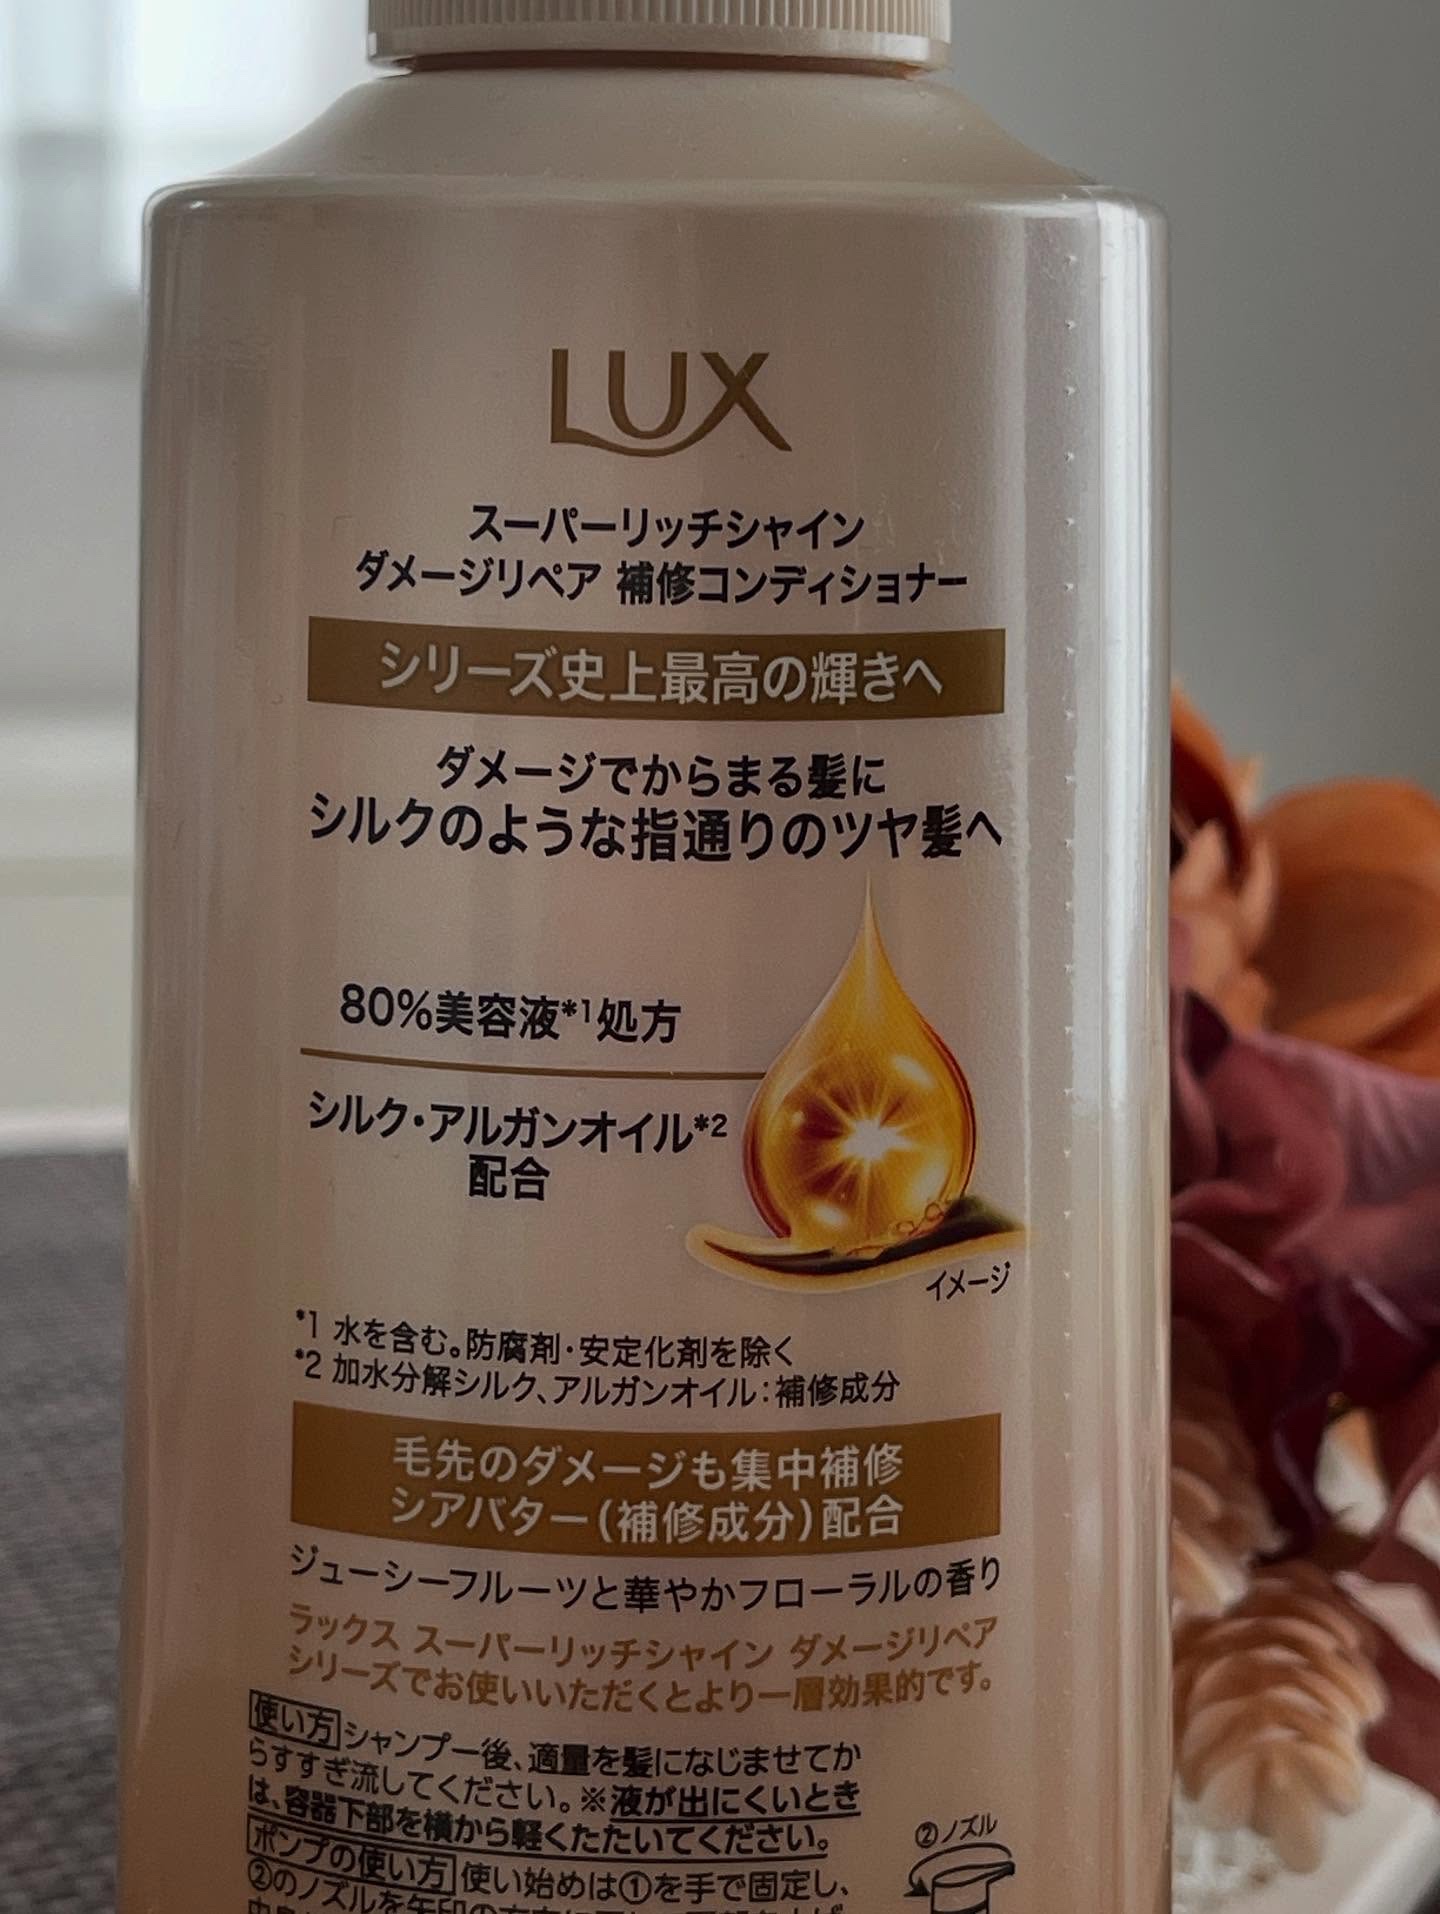 LUX
スーパーリッチシャイン
ダメージリペア 補修コンディショナー
シリーズ史上最高の輝きへ
ダメージでからまる髪に
シルクのような指通りのツヤ髪へ
80%美容液*1処方
シルク・アルガンオイル*2
配合
イメージ
*1 水を含む。防腐剤・安定化剤を除く
*2 加水分解シルク、アルガンオイル：補修成分
毛先のダメージも集中補修
シアバター(補修成分)配合
ジューシーフルーツと華やかフローラルの香り
ラックス スーパーリッチシャイン ダメージリペア
シリーズでお使いいただくとより一層効果的です。
使い方 シャンプー後、適量を髪になじませてか
らすすぎ流してください。※液が出にくいとき
は、容器下部を横から軽くたたいてください。
ポンプの使い方 使い始めは①を手で固定し、
②のノズルを矢印の
②ノズル